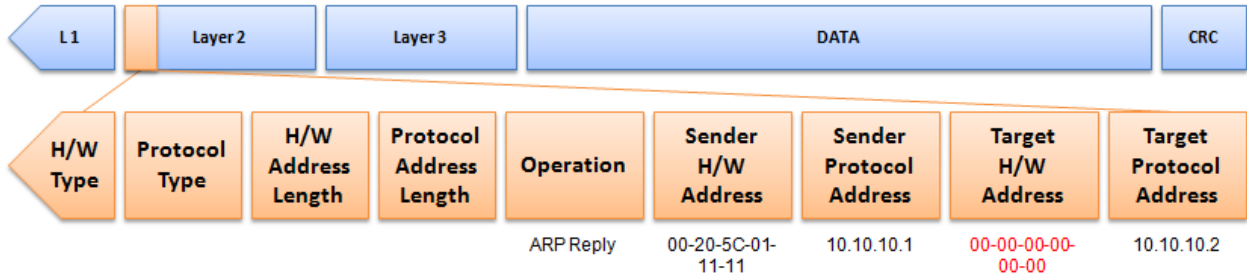 L 1 Layer 2 Layer 3 DATA CRC
H/W Type
Protocol Type
H/W Address Length
Protocol Address Length
Operation
Sender H/W Address
Sender Protocol Address
Target H/W Address
Target Protocol Address
ARP Reply
00-20-5C-01-
11-11
10.10.10.1
00-00-00-00-
00-00
10.10.10.2